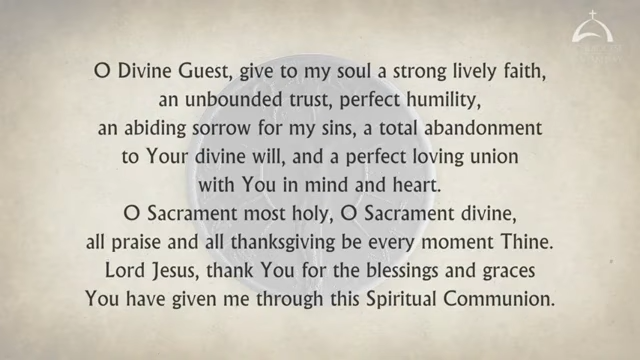 O Divine Guest, give to my soul a strong lively faith,
an unbounded trust, perfect humility,
an abiding sorrow for my sins, a total abandonment
to Your divine will, and a perfect loving union
with You in mind and heart.
O Sacrament most holy, O Sacrament divine,
all praise and all thanksgiving be every moment Thine.
Lord Jesus, thank You for the blessings and graces
You have given me through this Spiritual Communion.